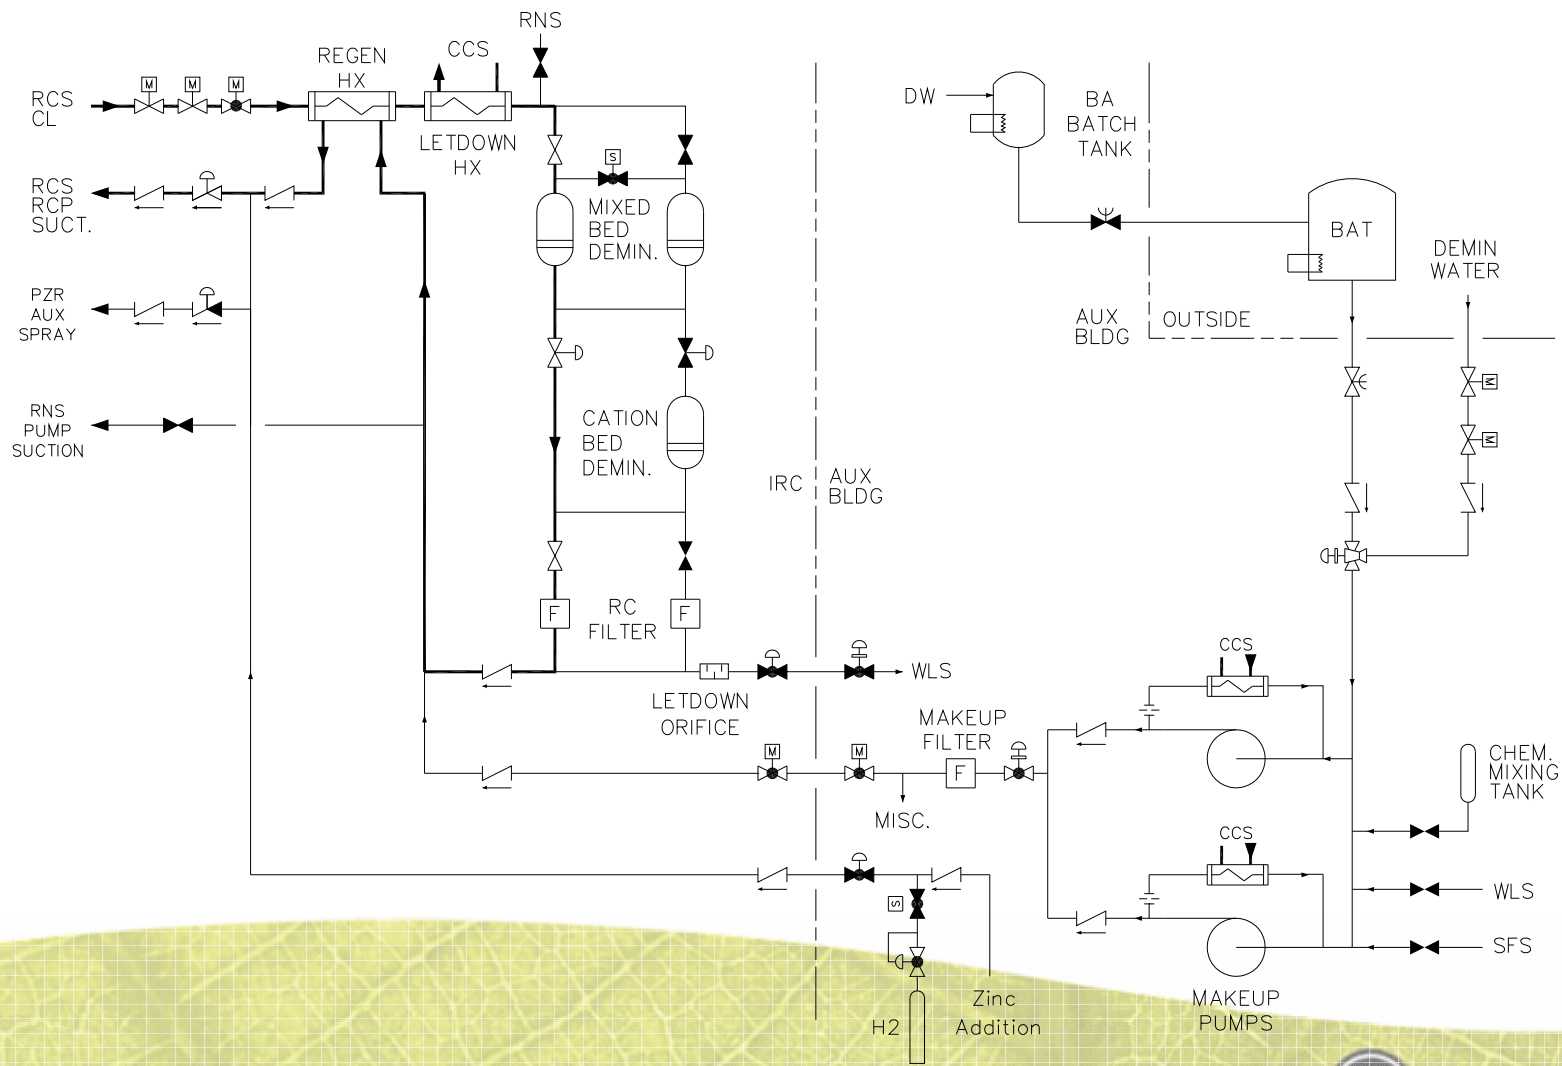 RNS
REGEN
HX
CCS
M
M
M
RCS
CL
LETDOWN
HX
DW
BA
BATCH
TANK
S
RCS
RCP
SUCT.
MIXED
BED
DEMIN.
BAT
DEMIN
WATER
PZR
AUX
SPRAY
AUX
BLDG
OUTSIDE
M
M
RNS
PUMP
SUCTION
CATION
BED
DEMIN.
IRC
AUX
BLDG
F
RC
FILTER
F
WLS
LETDOWN
ORIFICE
CCS
MAKEUP
FILTER
M
M
F
MISC.
CHEM.
MIXING
TANK
CCS
WLS
S
SFS
H2
Zinc
Addition
MAKEUP
PUMPS